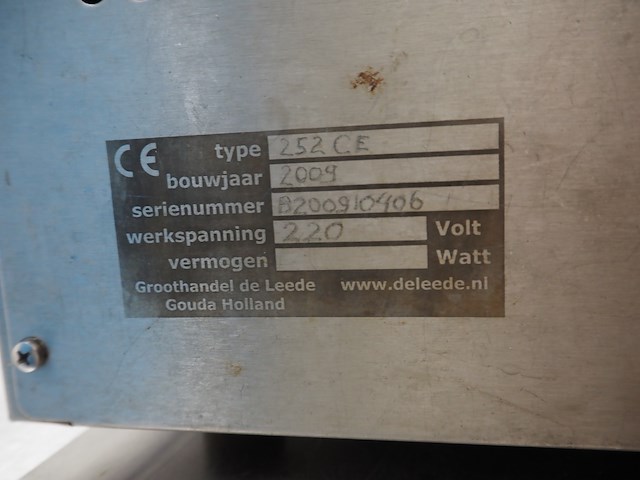 CE type 252 CE
bouwjaar 2009
serienummer B200910406
werkspanning 220 Volt
vermogen Watt
Groothandel de Leede www.deleede.nl
Gouda Holland